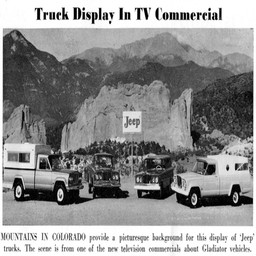 Truck Display In TV Commercial
Jeep
MOUNTAINS IN COLORADO provide a picturesque background for this display of 'Jeep'
trucks. The scene is from one of the new television commercials about Gladiator vehicles.